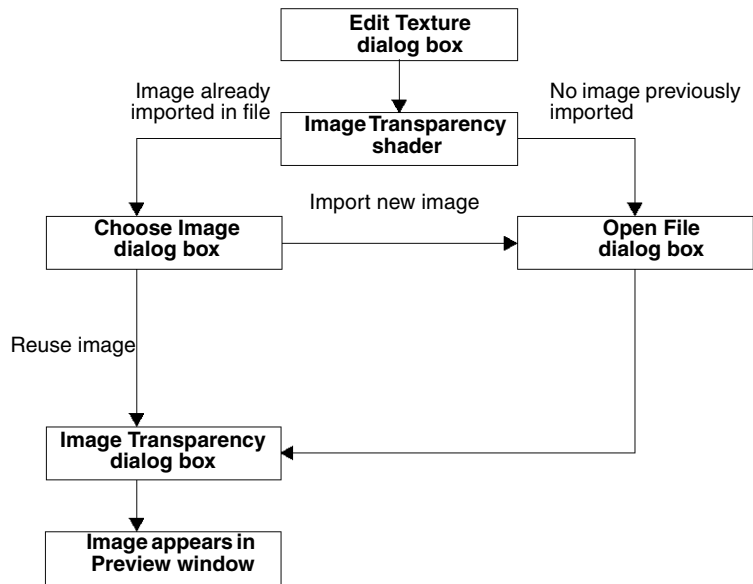 Edit Texture
dialog box
Image already
imported in file
No image previously
imported
Image Transparency
shader
Import new image
Choose Image
dialog box
Open File
dialog box
Reuse image
Image Transparency
dialog box
Image appears in
Preview window